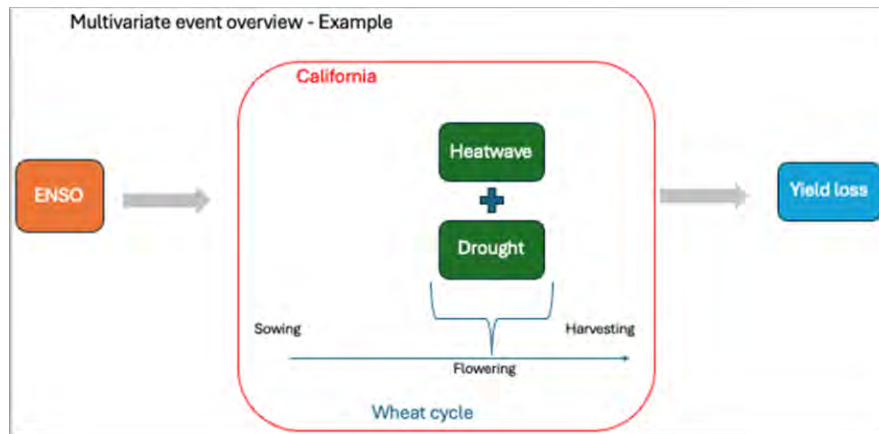 Multivariate event overview - Example
California
Heatwave
ENSO
Yield loss
Drought
Sowing
Harvesting
Flowering
Wheat cycle